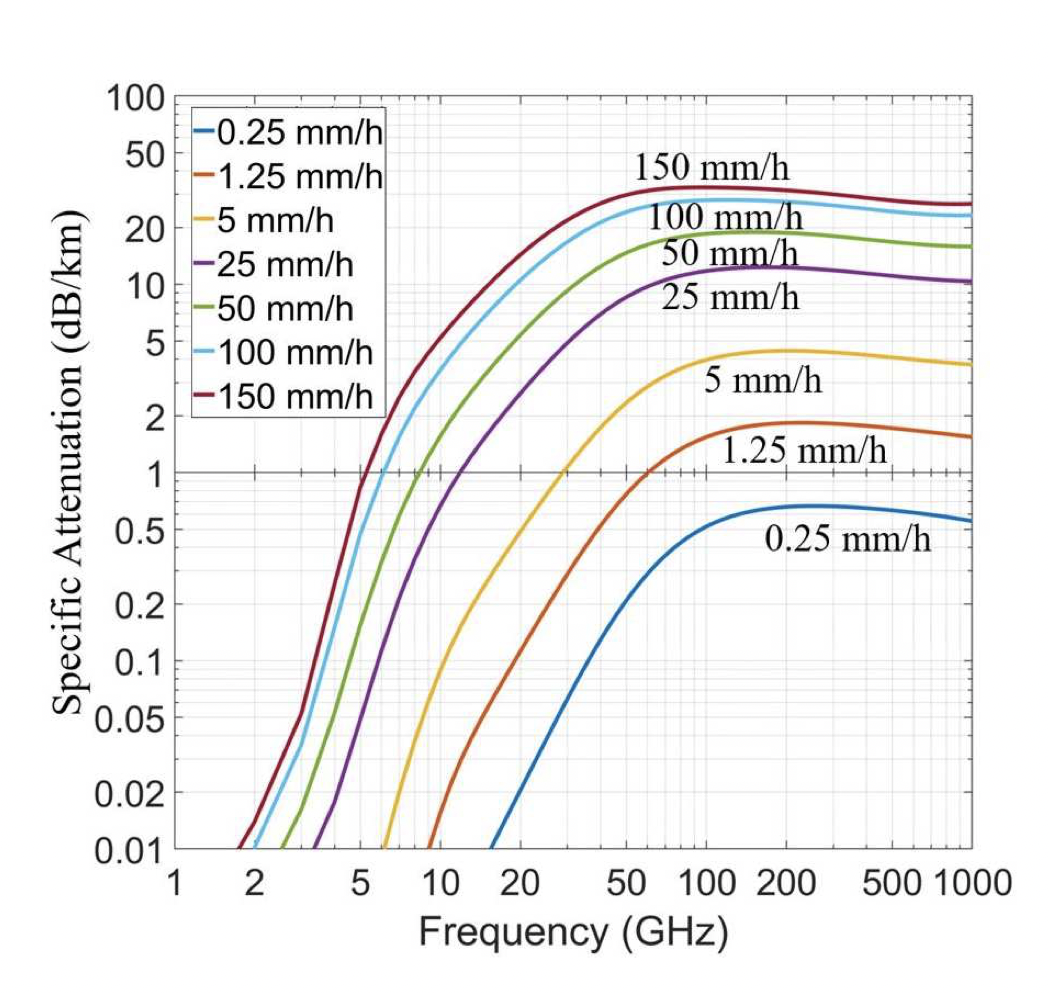 100
50
20
10
5
2
1
0.5
0.2
0.1
0.05
0.02
0.01
Specific Attenuation (dB/km)
0.25 mm/h
1.25 mm/h
5 mm/h
25 mm/h
50 mm/h
100 mm/h
150 mm/h
150 mm/h
100 mm/h
50 mm/h
25 mm/h
5 mm/h
1.25 mm/h
0.25 mm/h
1 2 5 10 20 50 100 200 500 1000
Frequency (GHz)